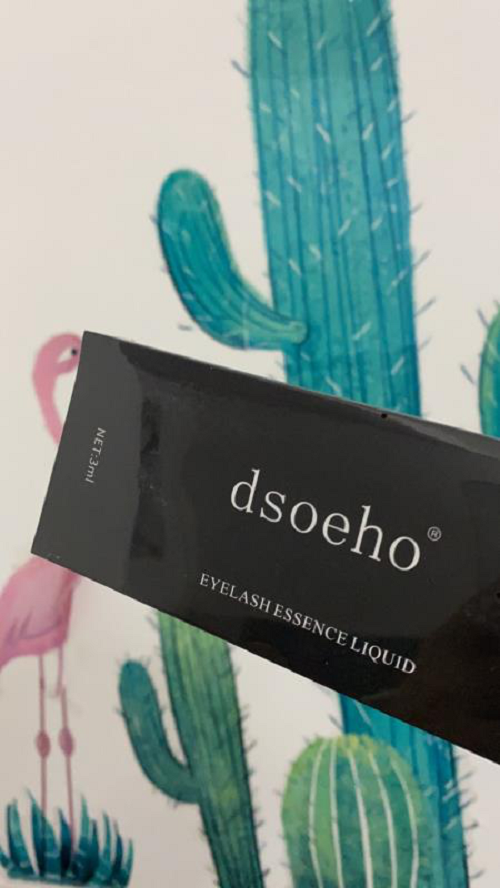 NET:3ml
dsoeho®
EYELASH ESSENCE LIQUID